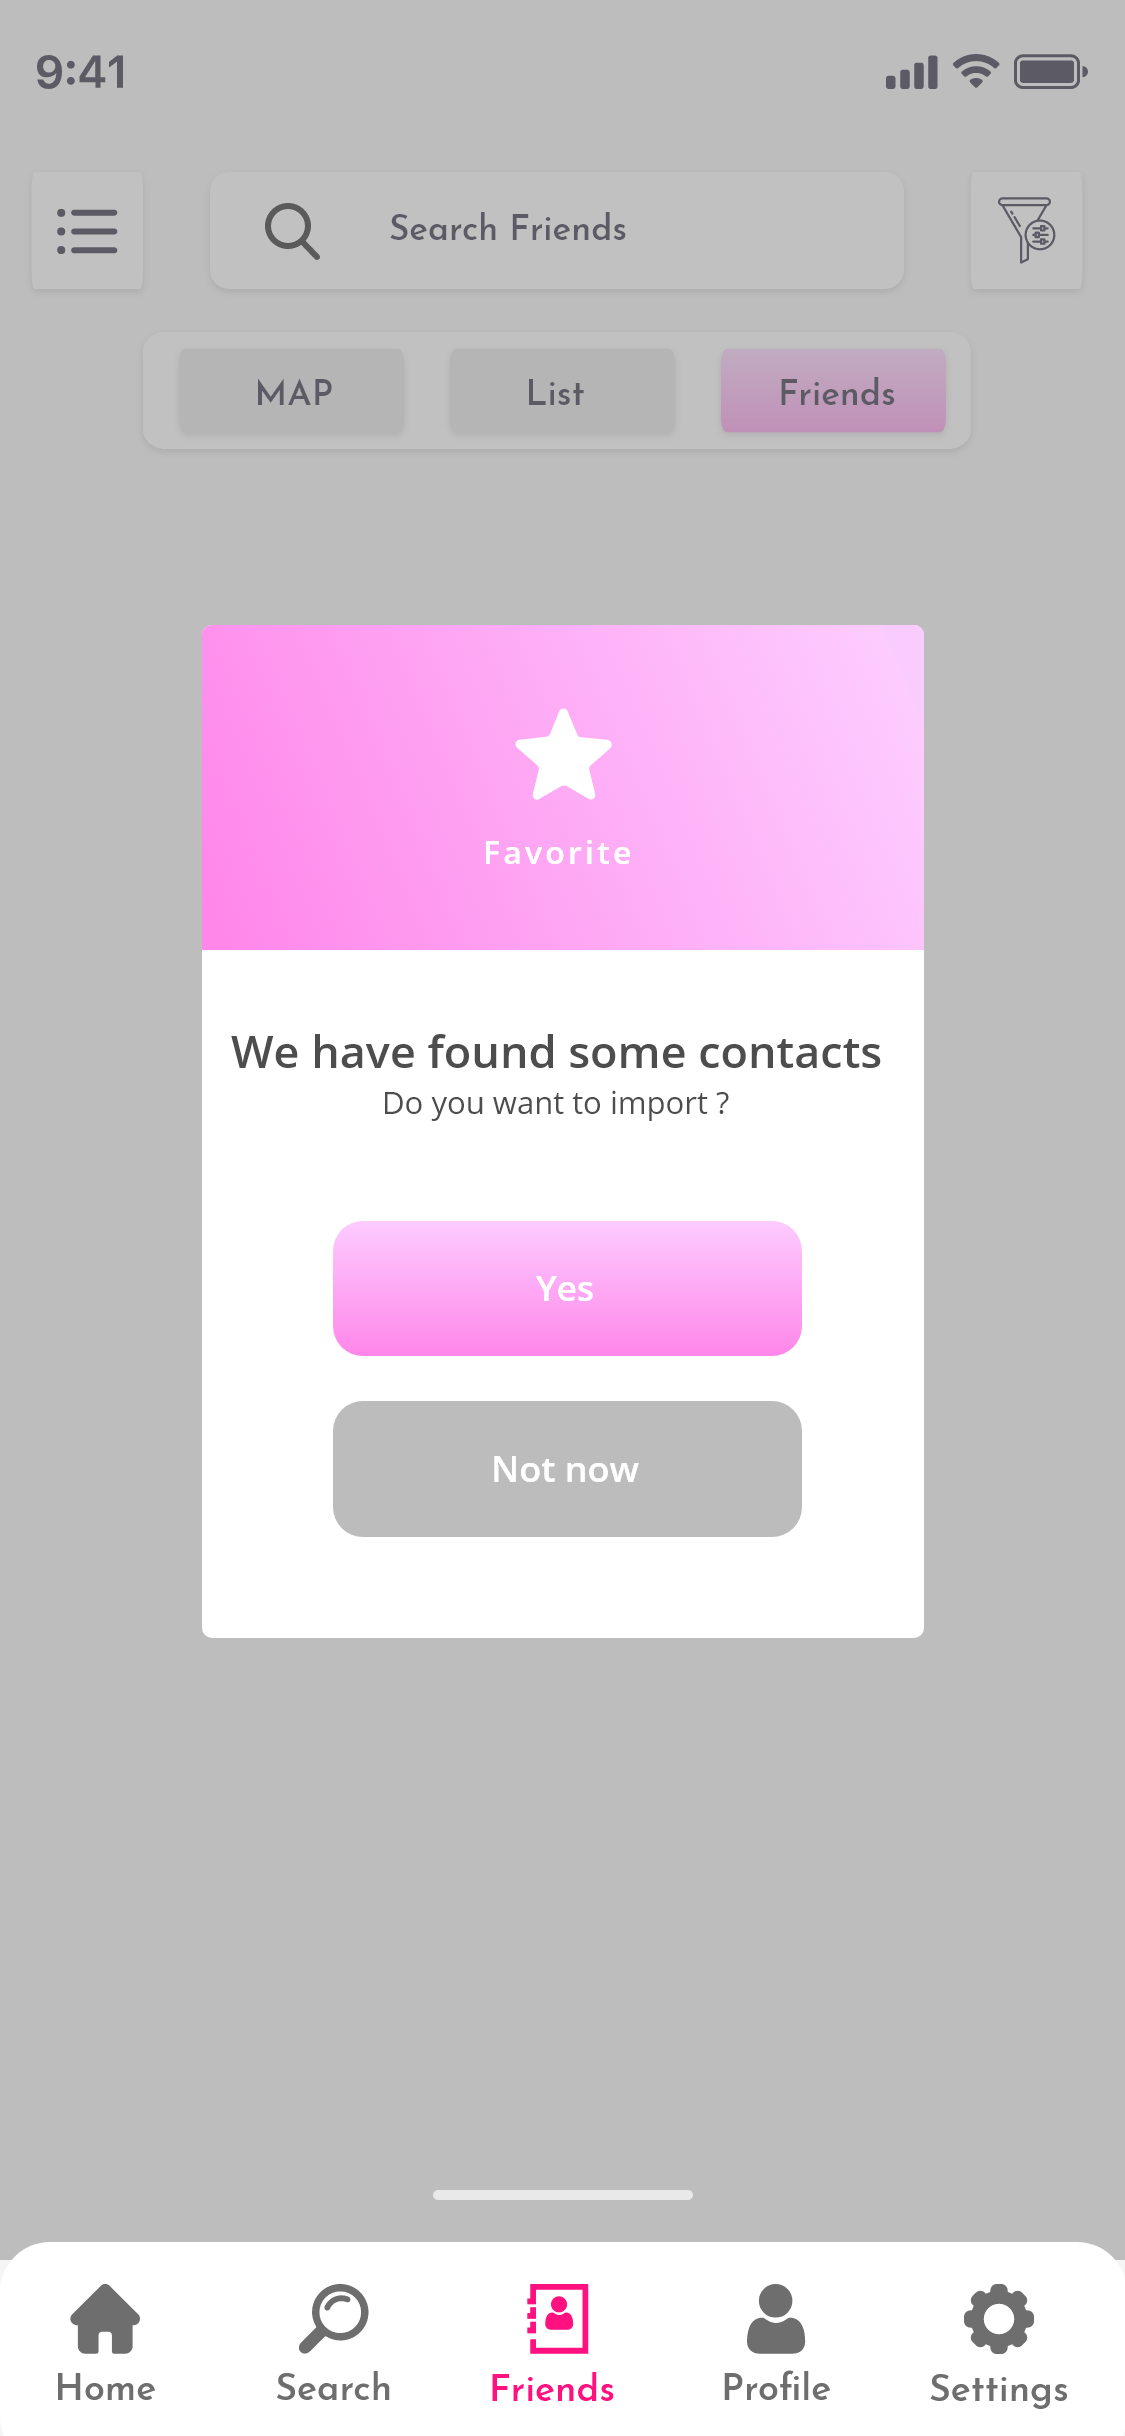 9:41
Search Friends
MAP
List
Friends
Favorite
We have found some contacts
Do you want to import ?
Yes
Not now
Home
Search
Friends
Profile
Settings